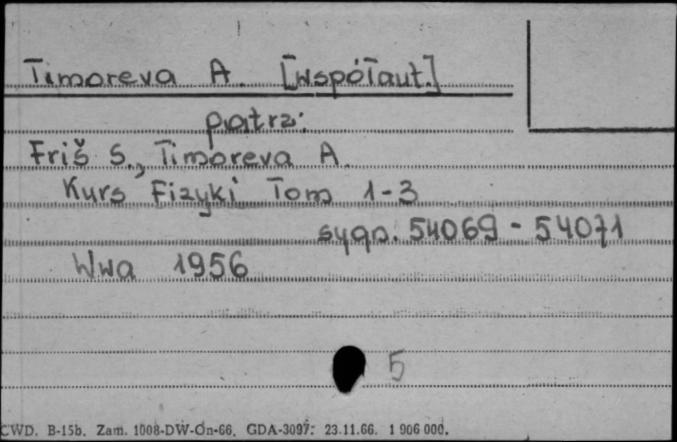 Timoreva A. [współaut.]
patrz:
Friš S., Timoreva A.
Kurs Fizyki Tom 1-3
sygn. 54069 - 54071
Wwa 1956
5
CWD. B-15b. Zam. 1008-DW-On-66. GDA-3097: 23.11.66. 1 906 000.